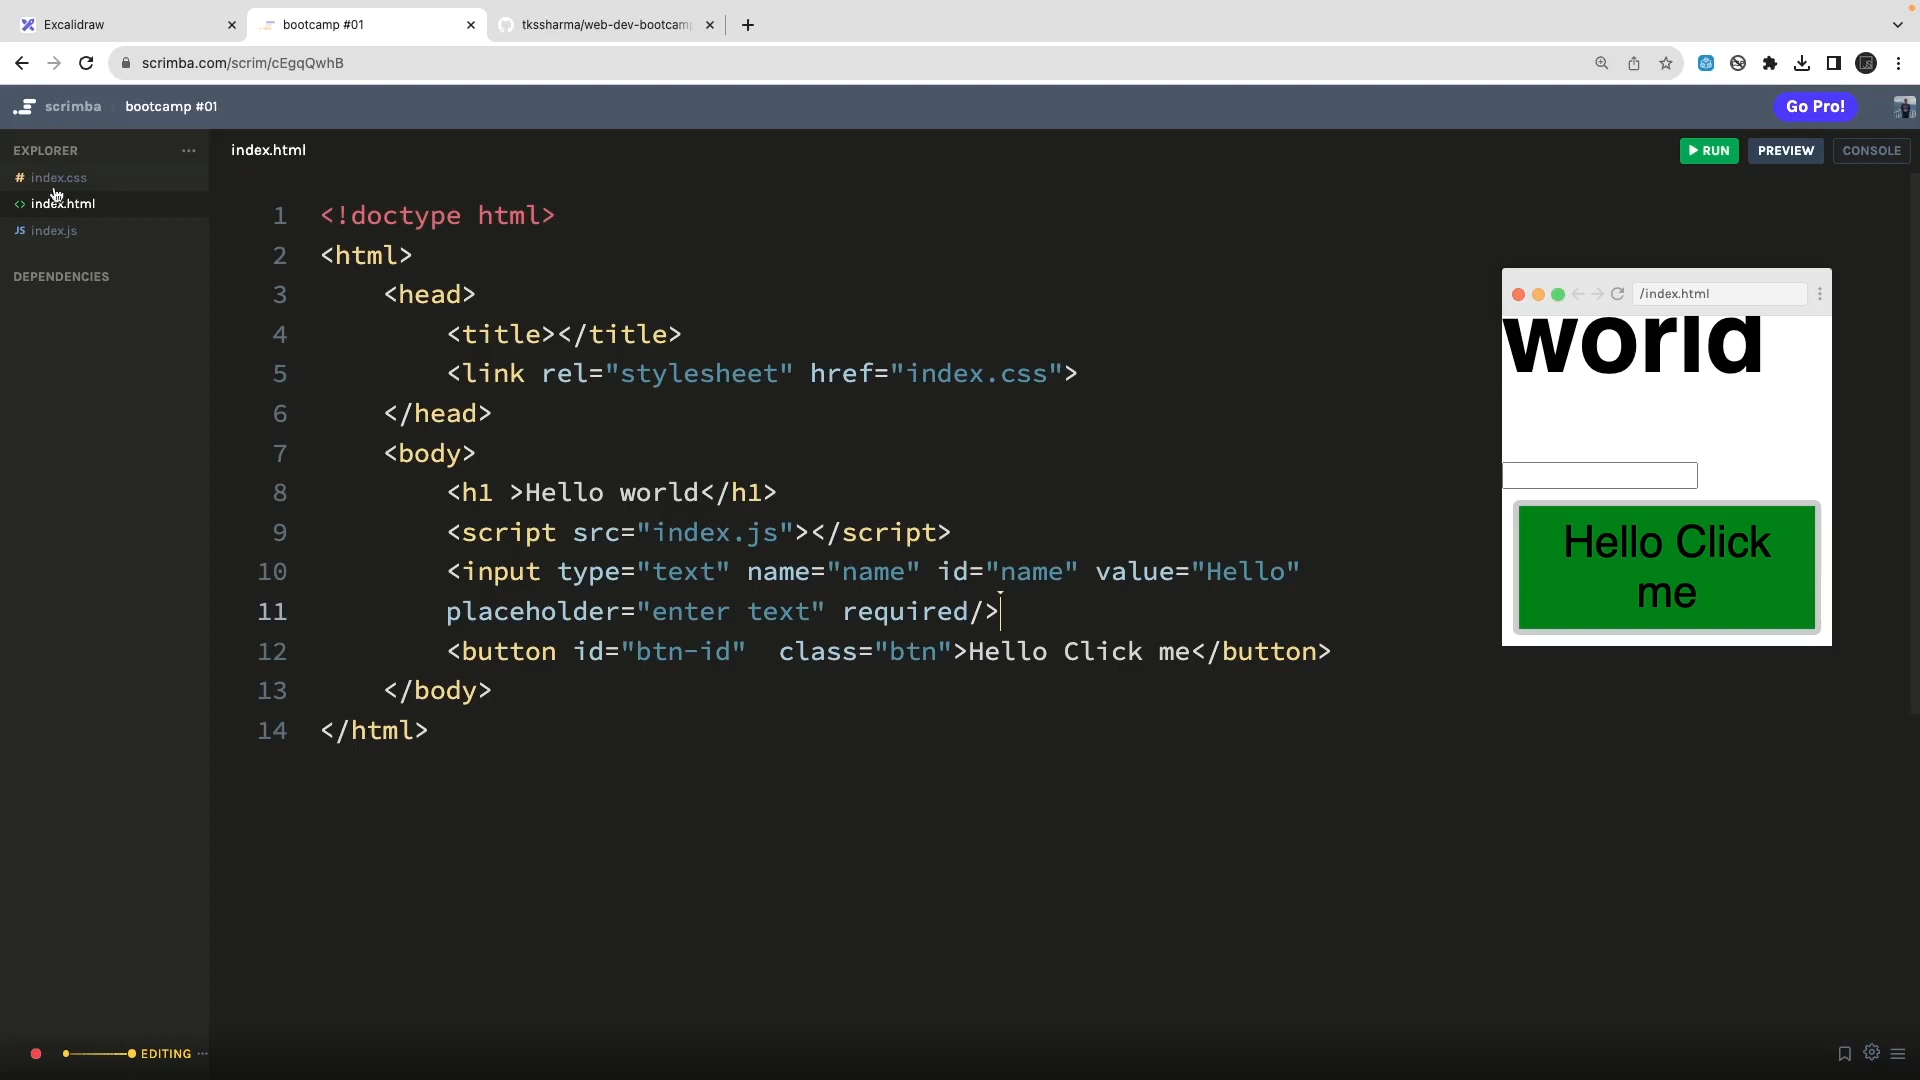 Excalidraw
bootcamp #01
tkssharma/web-dev-bootcam
scrimba.com/scrim/cEgqQwhB
scrimba
bootcamp #01
Go Pro!
EXPLORER
# index.css
<> index.html
JS index.js
DEPENDENCIES
index.html
RUN
PREVIEW
CONSOLE
1 <!doctype html>
2 <html>
3 <head>
4 <title></title>
5 <link rel="stylesheet" href="index.css">
6 </head>
7 <body>
8 <h1 >Hello world</h1>
9 <script src="index.js"></script>
10 <input type="text" name="name" id="name" value="Hello"
11 placeholder="enter text" required/>
12 <button id="btn-id"  class="btn">Hello Click me</button>
13 </body>
14 </html>
/index.html
world
Hello Click
me
EDITING